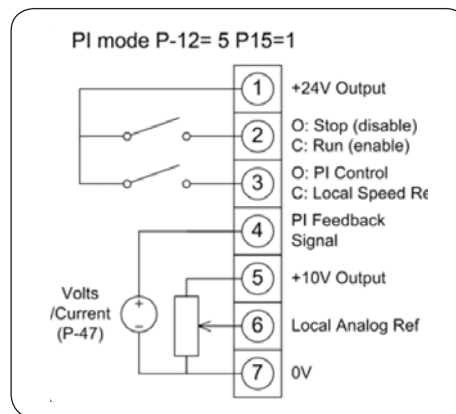 PI mode P-12= 5 P15=1
1 +24V Output
2 O: Stop (disable)
C: Run (enable)
3 O: PI Control
C: Local Speed Re
4 PI Feedback
Signal
5 +10V Output
Volts
/Current
(P-47)
+
−
6 Local Analog Ref
7 0V